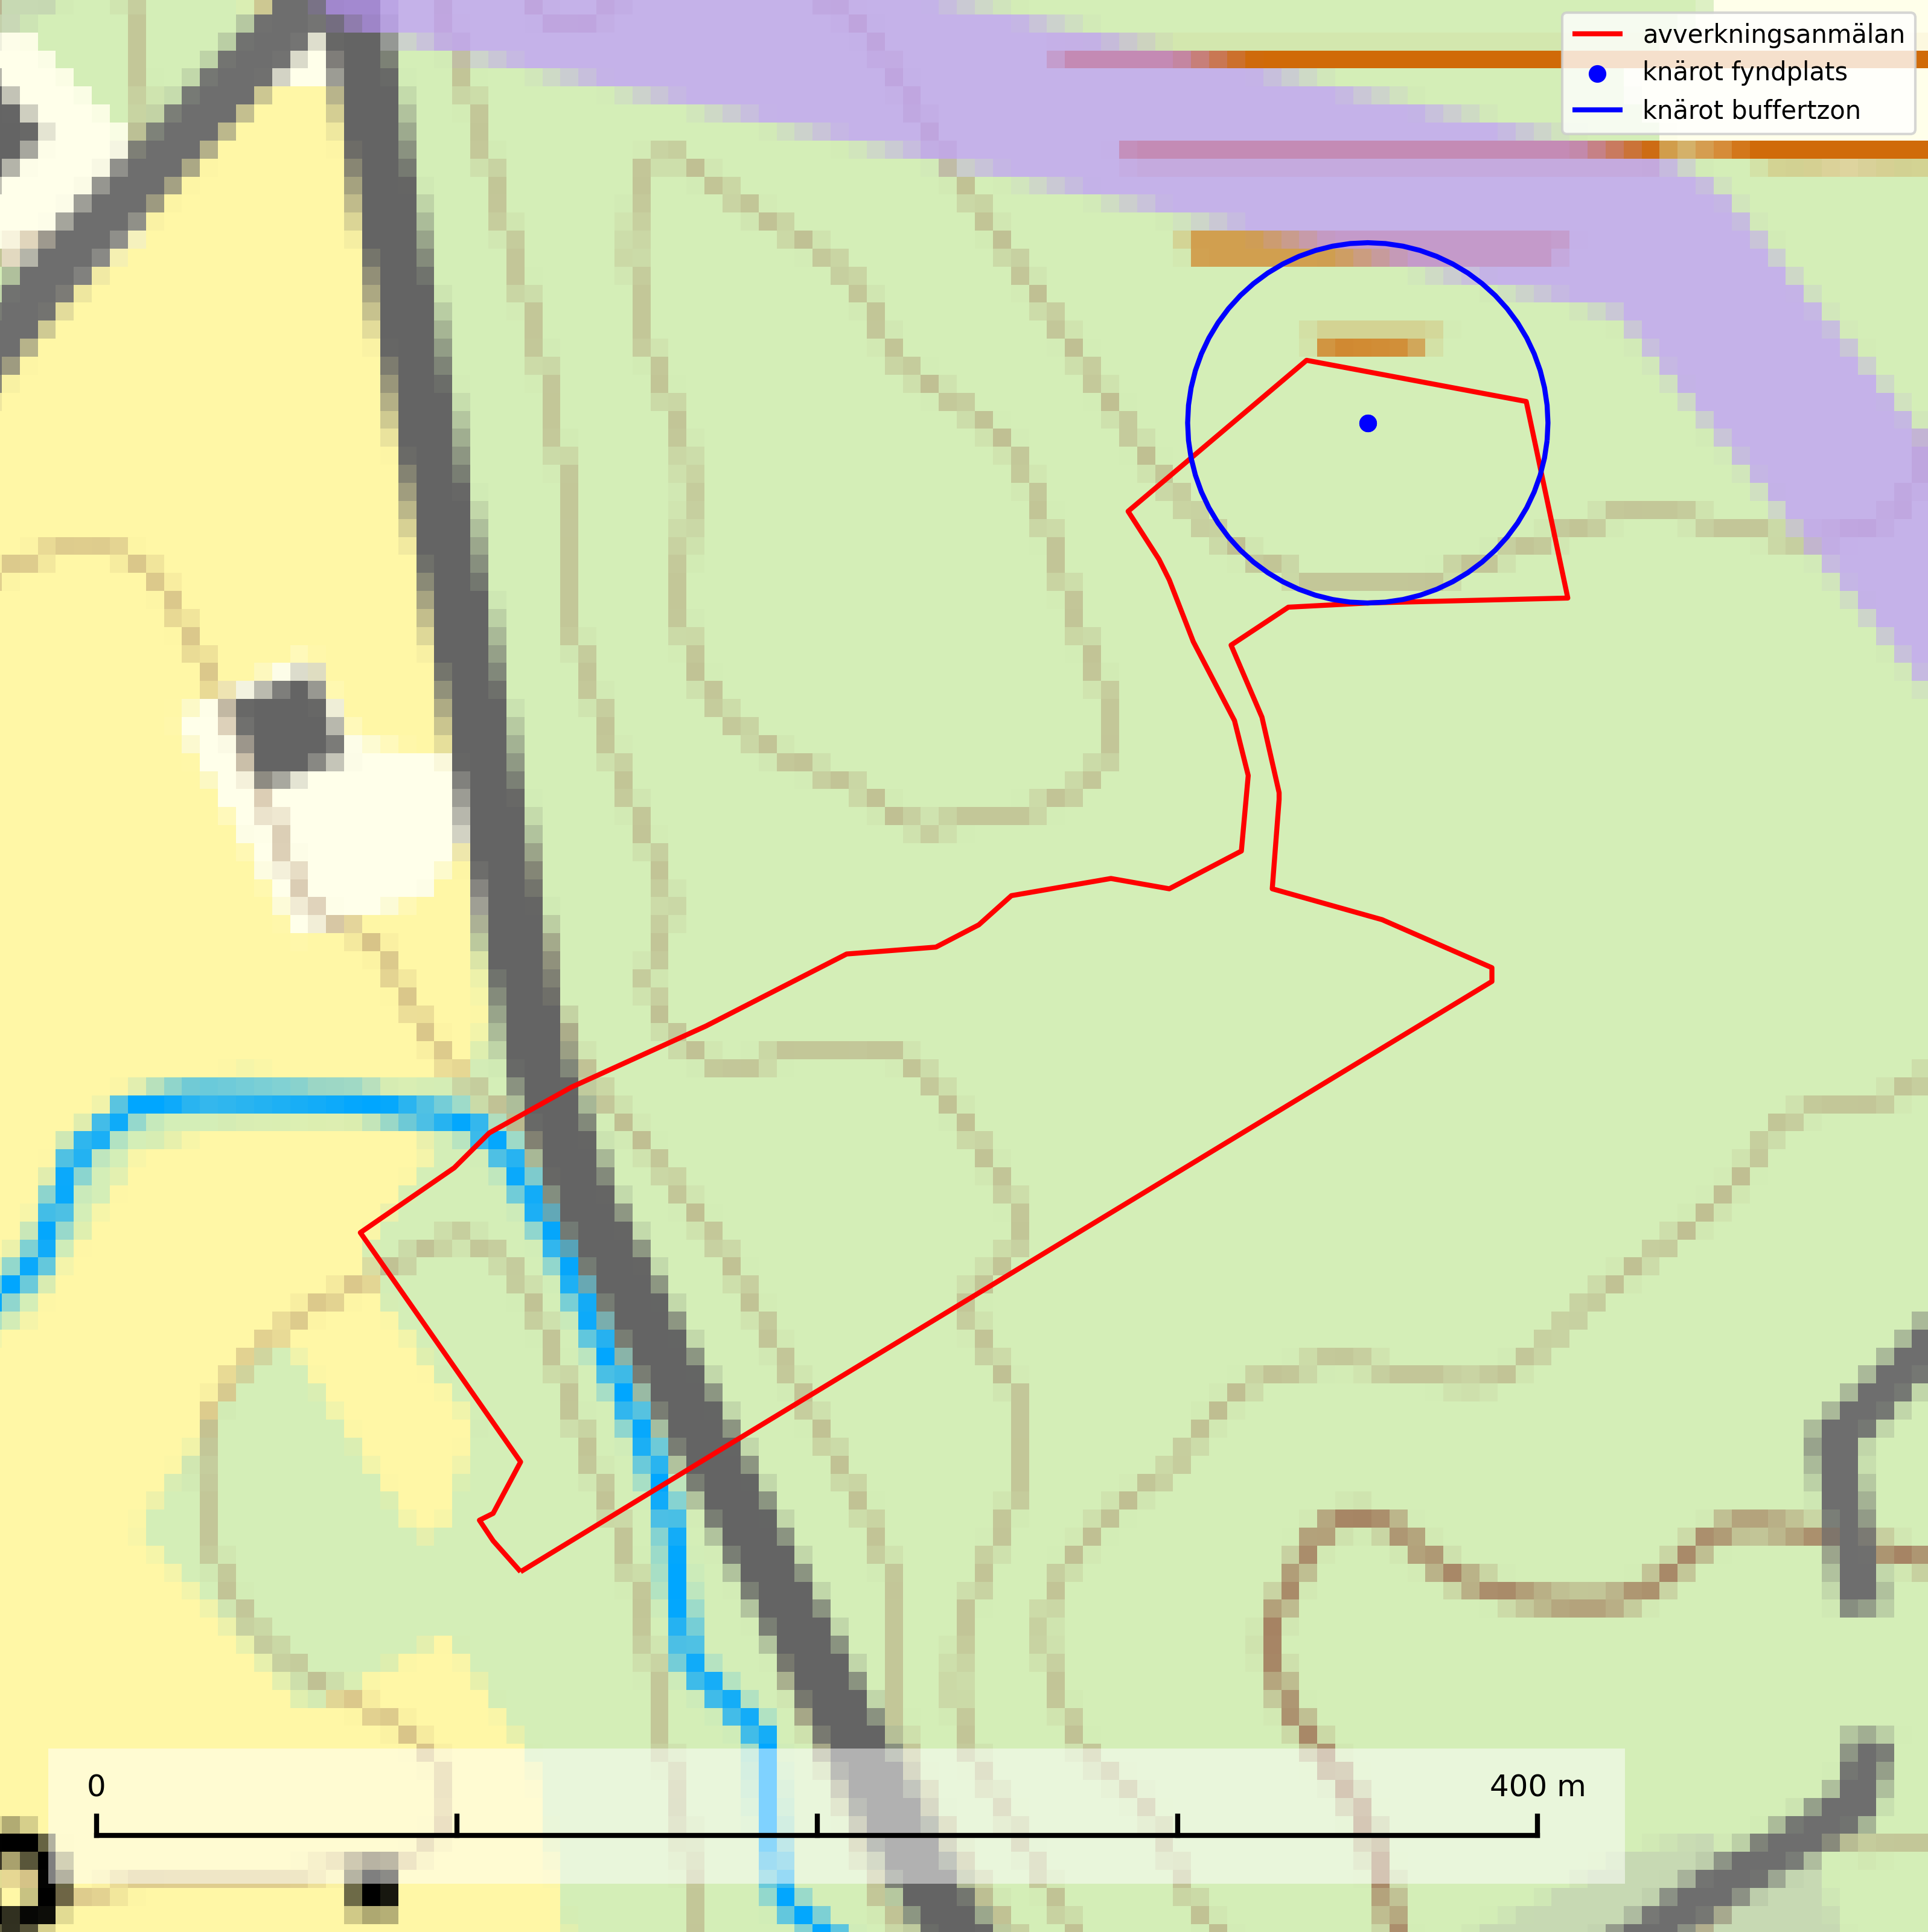 avverkningsanmälan
knärot fyndplats
knärot buffertzon
0 400 m